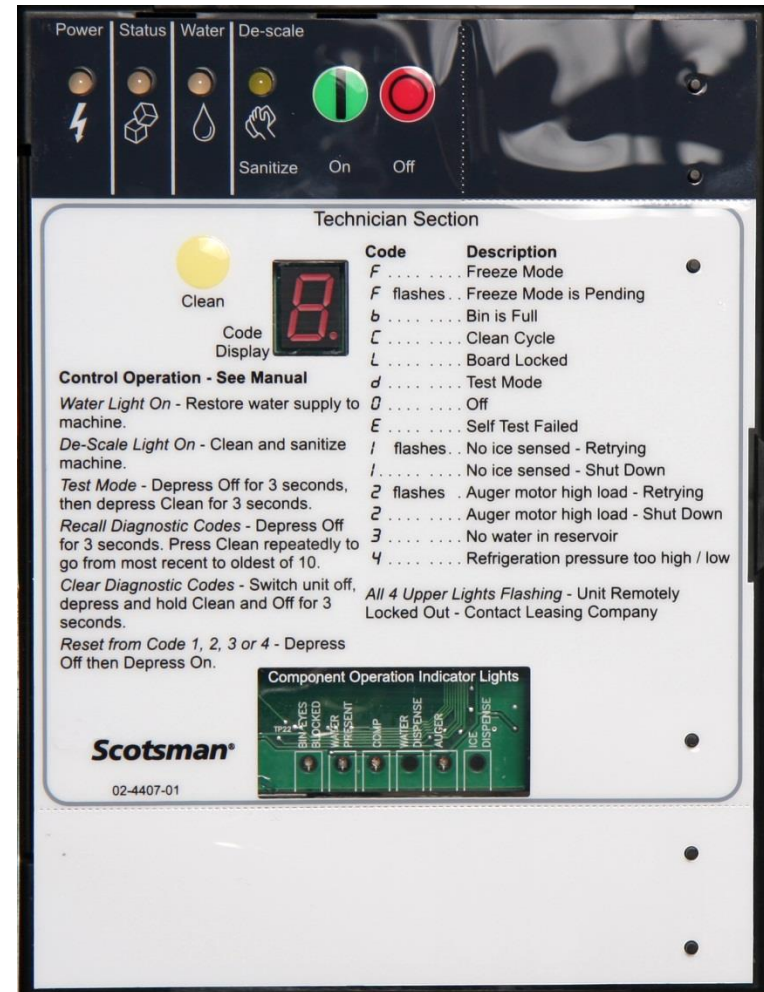 Power Status Water De-scale
Sanitize On Off
Technician Section
Clean
Code
Display
8.
Control Operation - See Manual
Water Light On - Restore water supply to
machine.
De-Scale Light On - Clean and sanitize
machine.
Test Mode - Depress Off for 3 seconds,
then depress Clean for 3 seconds.
Recall Diagnostic Codes - Depress Off
for 3 seconds. Press Clean repeatedly to
go from most recent to oldest of 10.
Clear Diagnostic Codes - Switch unit off,
depress and hold Clean and Off for 3
seconds.
Reset from Code 1, 2, 3 or 4 - Depress
Off then Depress On.
Code Description
F . . . . . . . . Freeze Mode
F flashes . . Freeze Mode is Pending
b . . . . . . . . Bin is Full
C . . . . . . . . Clean Cycle
L . . . . . . . . Board Locked
d . . . . . . . . Test Mode
0 . . . . . . . . Off
E . . . . . . . . Self Test Failed
1 flashes . . No ice sensed - Retrying
1 . . . . . . . . No ice sensed - Shut Down
2 flashes . Auger motor high load - Retrying
2 . . . . . . . . Auger motor high load - Shut Down
3 . . . . . . . . No water in reservoir
4 . . . . . . . . Refrigeration pressure too high / low
All 4 Upper Lights Flashing - Unit Remotely
Locked Out - Contact Leasing Company
Component Operation Indicator Lights
TP22
BIN EYES
BLOCKED
WATER
PRESENT
COMP
WATER
DISPENSE
AUGER
ICE
DISPENSE
Scotsman®
02-4407-01